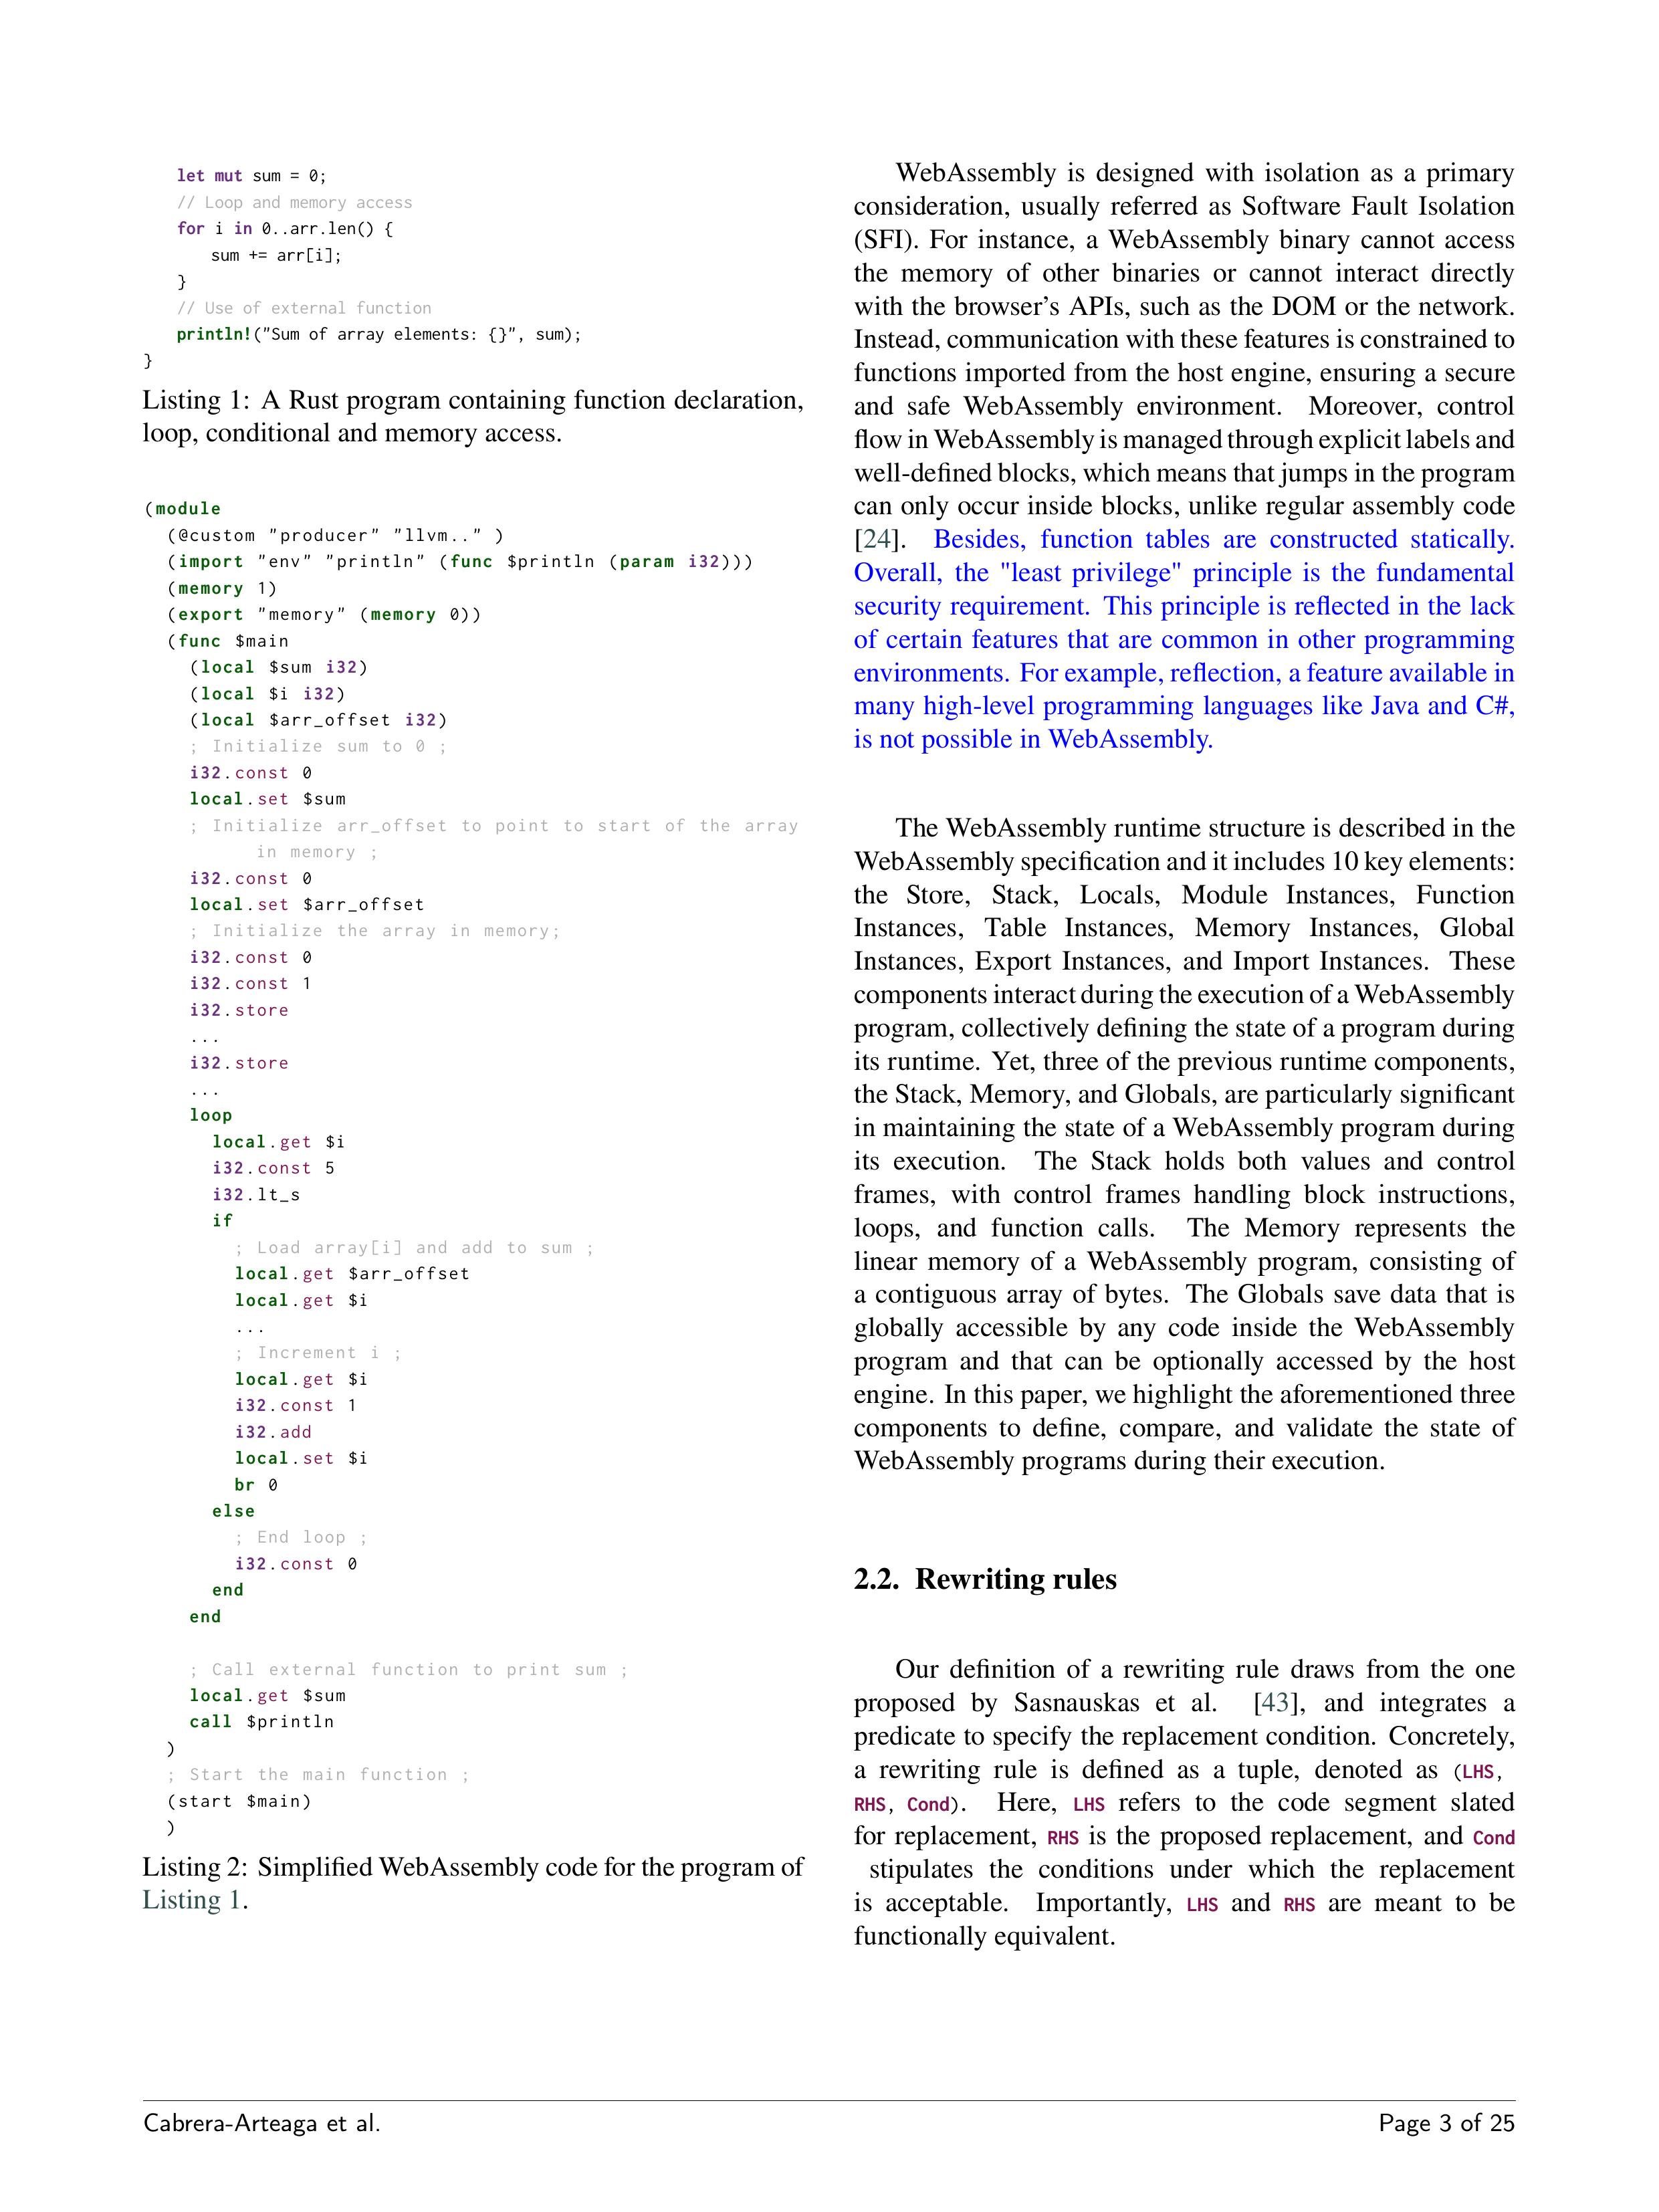 let mut sum = 0;
// Loop and memory access
for i in 0..arr.len() {
sum += arr[i];
}
// Use of external function
println!("Sum of array elements: {}", sum);
}
Listing 1: A Rust program containing function declaration,
loop, conditional and memory access.
(module
(@custom "producer" "llvm.." )
(import "env" "println" (func $println (param i32)))
(memory 1)
(export "memory" (memory 0))
(func $main
(local $sum i32)
(local $i i32)
(local $arr_offset i32)
; Initialize sum to 0 ;
i32.const 0
local.set $sum
; Initialize arr_offset to point to start of the array
in memory ;
i32.const 0
local.set $arr_offset
; Initialize the array in memory;
i32.const 0
i32.const 1
i32.store
...
i32.store
...
loop
local.get $i
i32.const 5
i32.lt_s
if
; Load array[i] and add to sum ;
local.get $arr_offset
local.get $i
...
; Increment i ;
local.get $i
i32.const 1
i32.add
local.set $i
br 0
else
; End loop ;
i32.const 0
end
end
; Call external function to print sum ;
local.get $sum
call $println
)
; Start the main function ;
(start $main)
)
Listing 2: Simplified WebAssembly code for the program of
Listing 1.
WebAssembly is designed with isolation as a primary
consideration, usually referred as Software Fault Isolation
(SFI). For instance, a WebAssembly binary cannot access
the memory of other binaries or cannot interact directly
with the browser's APIs, such as the DOM or the network.
Instead, communication with these features is constrained to
functions imported from the host engine, ensuring a secure
and safe WebAssembly environment. Moreover, control
flow in WebAssembly is managed through explicit labels and
well-defined blocks, which means that jumps in the program
can only occur inside blocks, unlike regular assembly code
[24]. Besides, function tables are constructed statically.
Overall, the "least privilege" principle is the fundamental
security requirement. This principle is reflected in the lack
of certain features that are common in other programming
environments. For example, reflection, a feature available in
many high-level programming languages like Java and C#,
is not possible in WebAssembly.
The WebAssembly runtime structure is described in the
WebAssembly specification and it includes 10 key elements:
the Store, Stack, Locals, Module Instances, Function
Instances, Table Instances, Memory Instances, Global
Instances, Export Instances, and Import Instances. These
components interact during the execution of a WebAssembly
program, collectively defining the state of a program during
its runtime. Yet, three of the previous runtime components,
the Stack, Memory, and Globals, are particularly significant
in maintaining the state of a WebAssembly program during
its execution. The Stack holds both values and control
frames, with control frames handling block instructions,
loops, and function calls. The Memory represents the
linear memory of a WebAssembly program, consisting of
a contiguous array of bytes. The Globals save data that is
globally accessible by any code inside the WebAssembly
program and that can be optionally accessed by the host
engine. In this paper, we highlight the aforementioned three
components to define, compare, and validate the state of
WebAssembly programs during their execution.
2.2. Rewriting rules
Our definition of a rewriting rule draws from the one
proposed by Sasnauskas et al. [43], and integrates a
predicate to specify the replacement condition. Concretely,
a rewriting rule is defined as a tuple, denoted as (LHS,
RHS, Cond). Here, LHS refers to the code segment slated
for replacement, RHS is the proposed replacement, and Cond
stipulates the conditions under which the replacement
is acceptable. Importantly, LHS and RHS are meant to be
functionally equivalent.
Cabrera-Arteaga et al.
Page 3 of 25